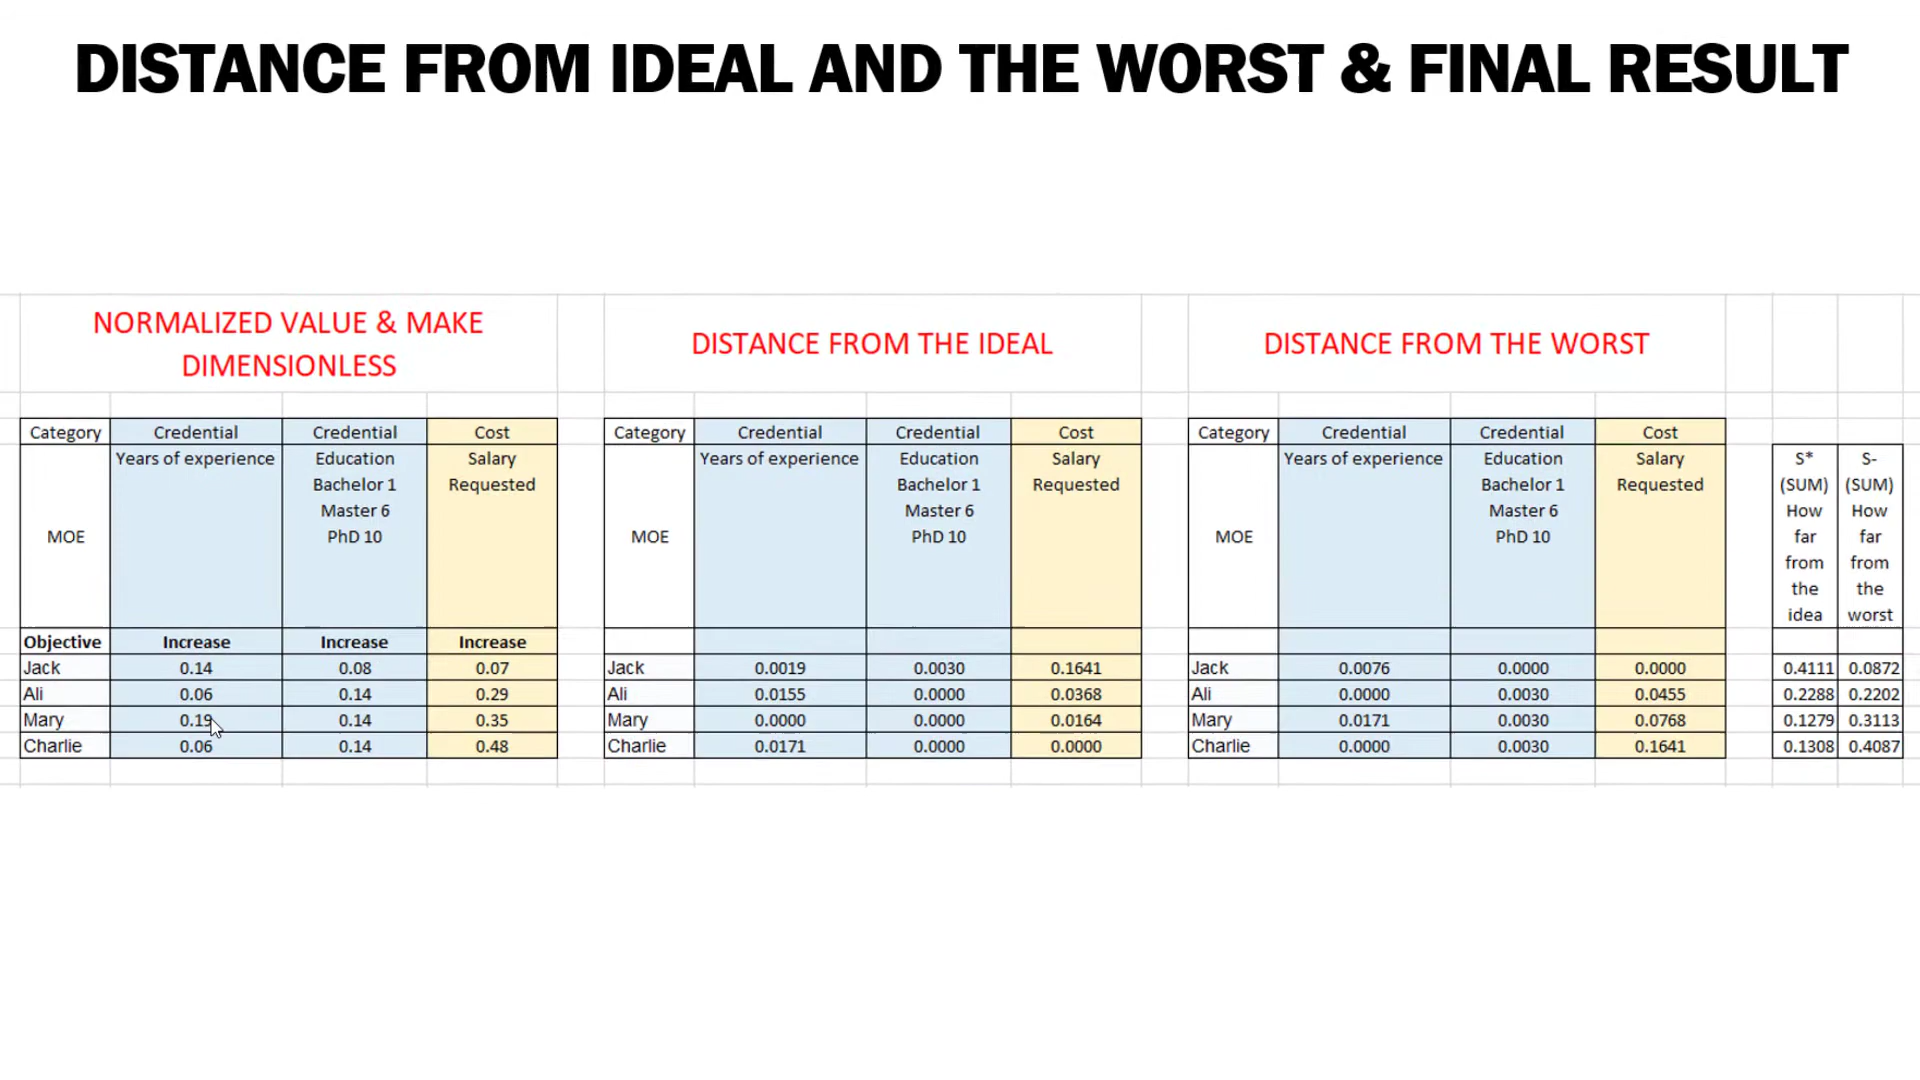 DISTANCE FROM IDEAL AND THE WORST & FINAL RESULT
NORMALIZED VALUE & MAKE
DIMENSIONLESS
Category Credential Credential Cost
MOE
Years of experience
Education
Bachelor 1
Master 6
PhD 10
Salary
Requested
Objective Increase Increase Increase
Jack 0.14 0.08 0.07
Ali 0.06 0.14 0.29
Mary 0.19 0.14 0.35
Charlie 0.06 0.14 0.48
DISTANCE FROM THE IDEAL
Category Credential Credential Cost
MOE
Years of experience
Education
Bachelor 1
Master 6
PhD 10
Salary
Requested
Jack 0.0019 0.0030 0.1641
Ali 0.0155 0.0000 0.0368
Mary 0.0000 0.0000 0.0164
Charlie 0.0171 0.0000 0.0000
DISTANCE FROM THE WORST
Category Credential Credential Cost
MOE
Years of experience
Education
Bachelor 1
Master 6
PhD 10
Salary
Requested
Jack 0.0076 0.0000 0.0000
Ali 0.0000 0.0030 0.0455
Mary 0.0171 0.0030 0.0768
Charlie 0.0000 0.0030 0.1641
S*
(SUM)
How
far
from
the
idea
S-
(SUM)
How
far
from
the
worst
0.4111 0.0872
0.2288 0.2202
0.1279 0.3113
0.1308 0.4087